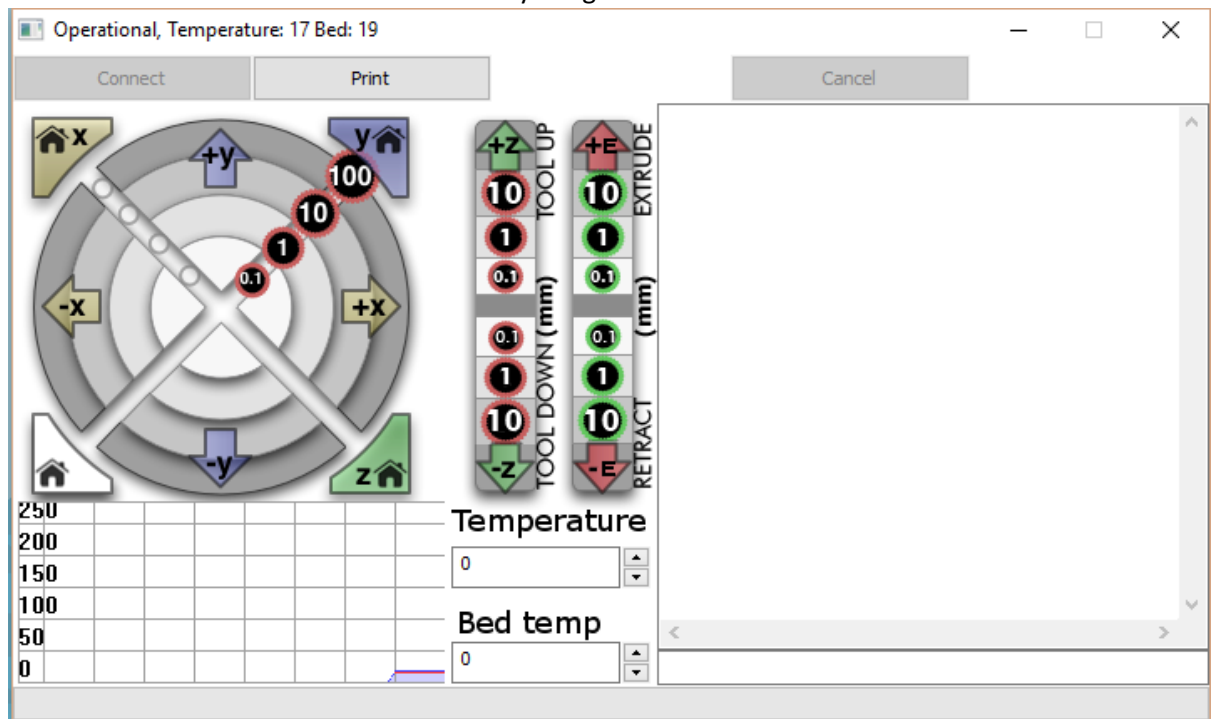 Operational, Temperature: 17 Bed: 19
Connect
Print
Cancel
x
y
+y
100
10
1
0.1
-x
+x
-y
z
+Z
10
1
0.1
0.1
1
10
-Z
TOOL UP
TOOL DOWN (mm)
+E
10
1
0.1
0.1
1
10
-E
EXTRUDE
RETRACT (mm)
250
200
150
100
50
0
Temperature
0
Bed temp
0